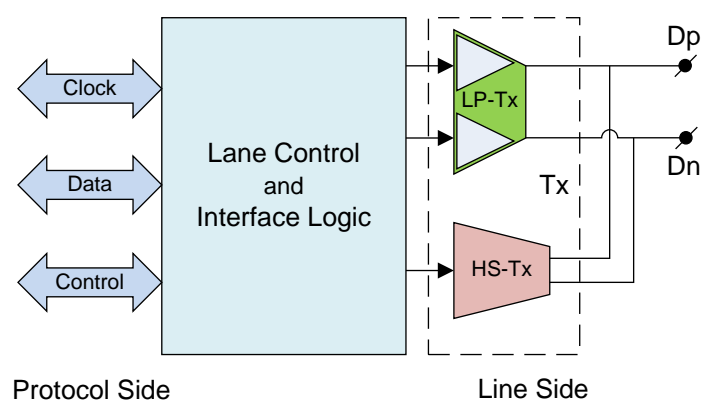 Clock
Data
Control
Lane Control
and
Interface Logic
LP-Tx
Tx
HS-Tx
Dp
Dn
Protocol Side
Line Side